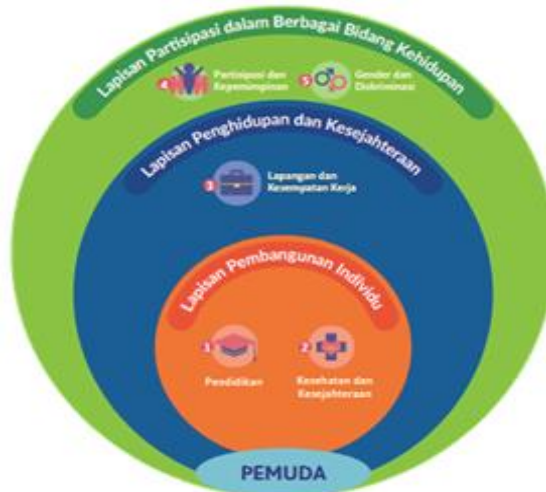 Lapisan Partisipasi dalam Berbagai Bidang Kehidupan
4 Partisipasi dan
Kepemimpinan
5 Gender dan
Diskriminasi
Lapisan Penghidupan dan Kesejahteraan
3 Lapangan dan
Kesempatan Kerja
Lapisan Pembangunan Individu
1
Pendidikan
2
Kesehatan dan
Kesejahteraan
PEMUDA